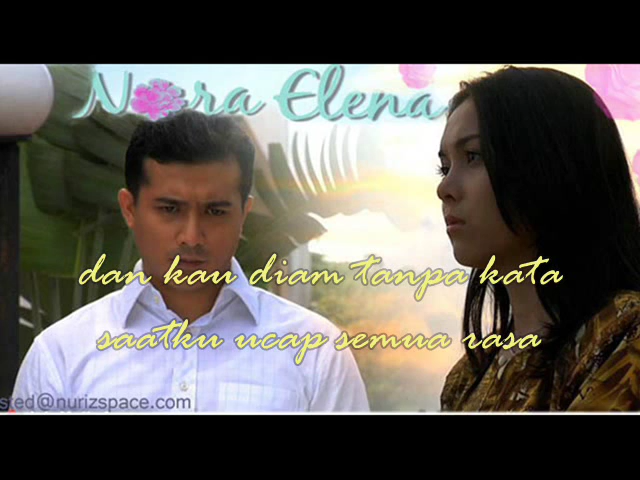 Nora Elena
dan kau diam tanpa kata
saatku ucap semua rasa
sted@nurizspace.com